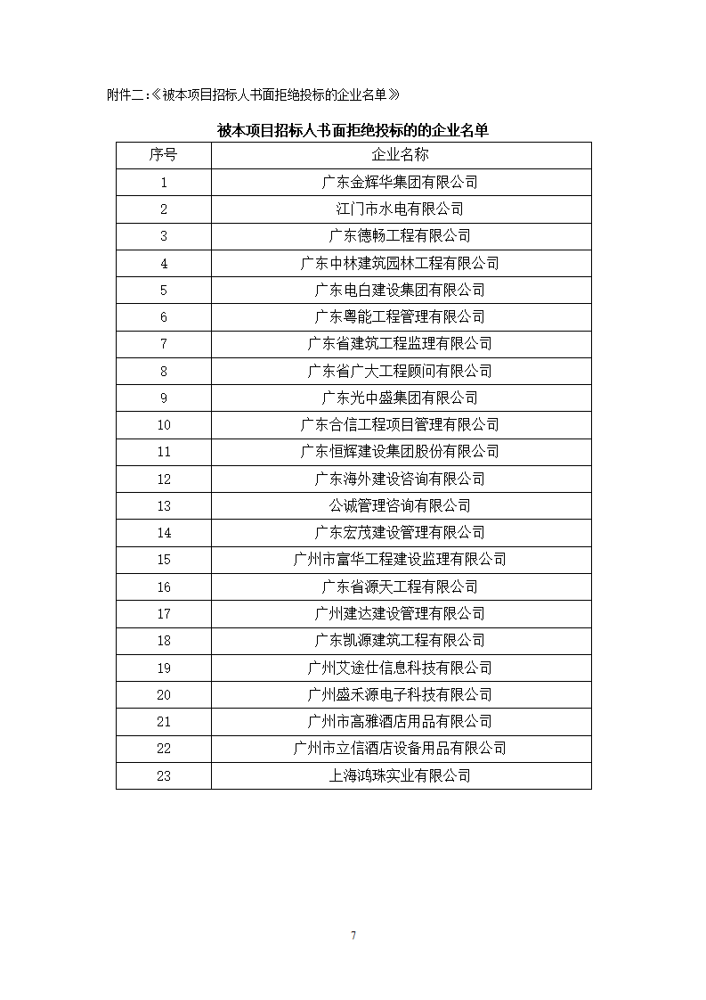 附件二:《被本项目招标人书面拒绝投标的企业名单》
被本项目招标人书面拒绝投标的的企业名单
序号 企业名称
1 广东金辉华集团有限公司
2 江门市水电有限公司
3 广东德畅工程有限公司
4 广东中林建筑园林工程有限公司
5 广东电白建设集团有限公司
6 广东粤能工程管理有限公司
7 广东省建筑工程监理有限公司
8 广东省广大工程顾问有限公司
9 广东光中盛集团有限公司
10 广东合信工程项目管理有限公司
11 广东恒辉建设集团股份有限公司
12 广东海外建设咨询有限公司
13 公诚管理咨询有限公司
14 广东宏茂建设管理有限公司
15 广州市富华工程建设监理有限公司
16 广东省源天工程有限公司
17 广州建达建设管理有限公司
18 广东凯源建筑工程有限公司
19 广州艾途仕信息科技有限公司
20 广州盛禾源电子科技有限公司
21 广州市高雅酒店用品有限公司
22 广州市立信酒店设备用品有限公司
23 上海鸿珠实业有限公司
7